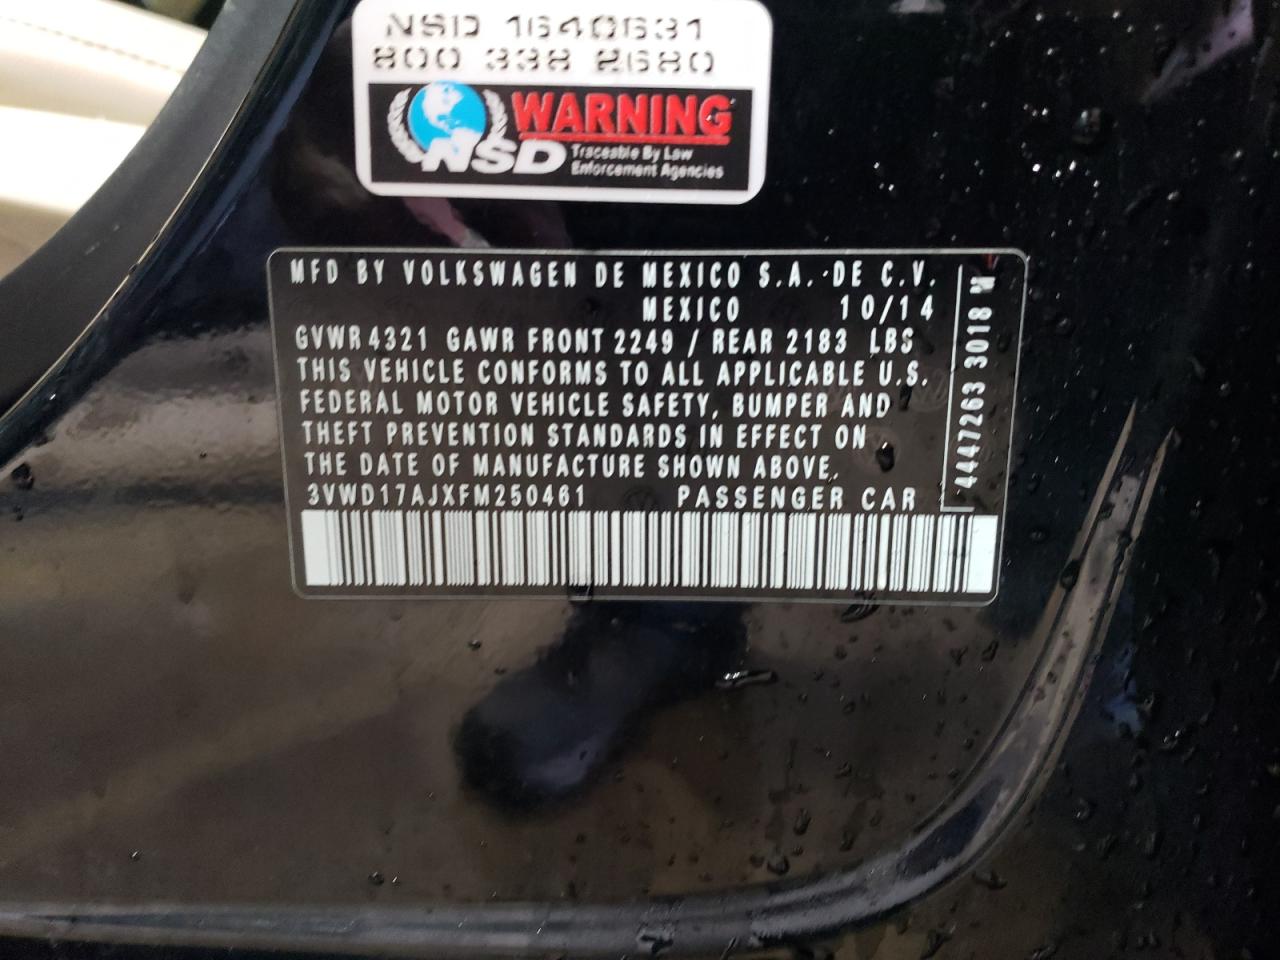 NSD 1640631
800 338 2680
WARNING
NSD Traceable By Law
Enforcement Agencies
MFD BY VOLKSWAGEN DE MEXICO S.A. DE C.V.
MEXICO 10/14
GVWR 4321 GAWR FRONT 2249 / REAR 2183 LBS
THIS VEHICLE CONFORMS TO ALL APPLICABLE U.S.
FEDERAL MOTOR VEHICLE SAFETY, BUMPER AND
THEFT PREVENTION STANDARDS IN EFFECT ON
THE DATE OF MANUFACTURE SHOWN ABOVE.
3VWD17AJXFM250461 PASSENGER CAR
4447263 3018 W